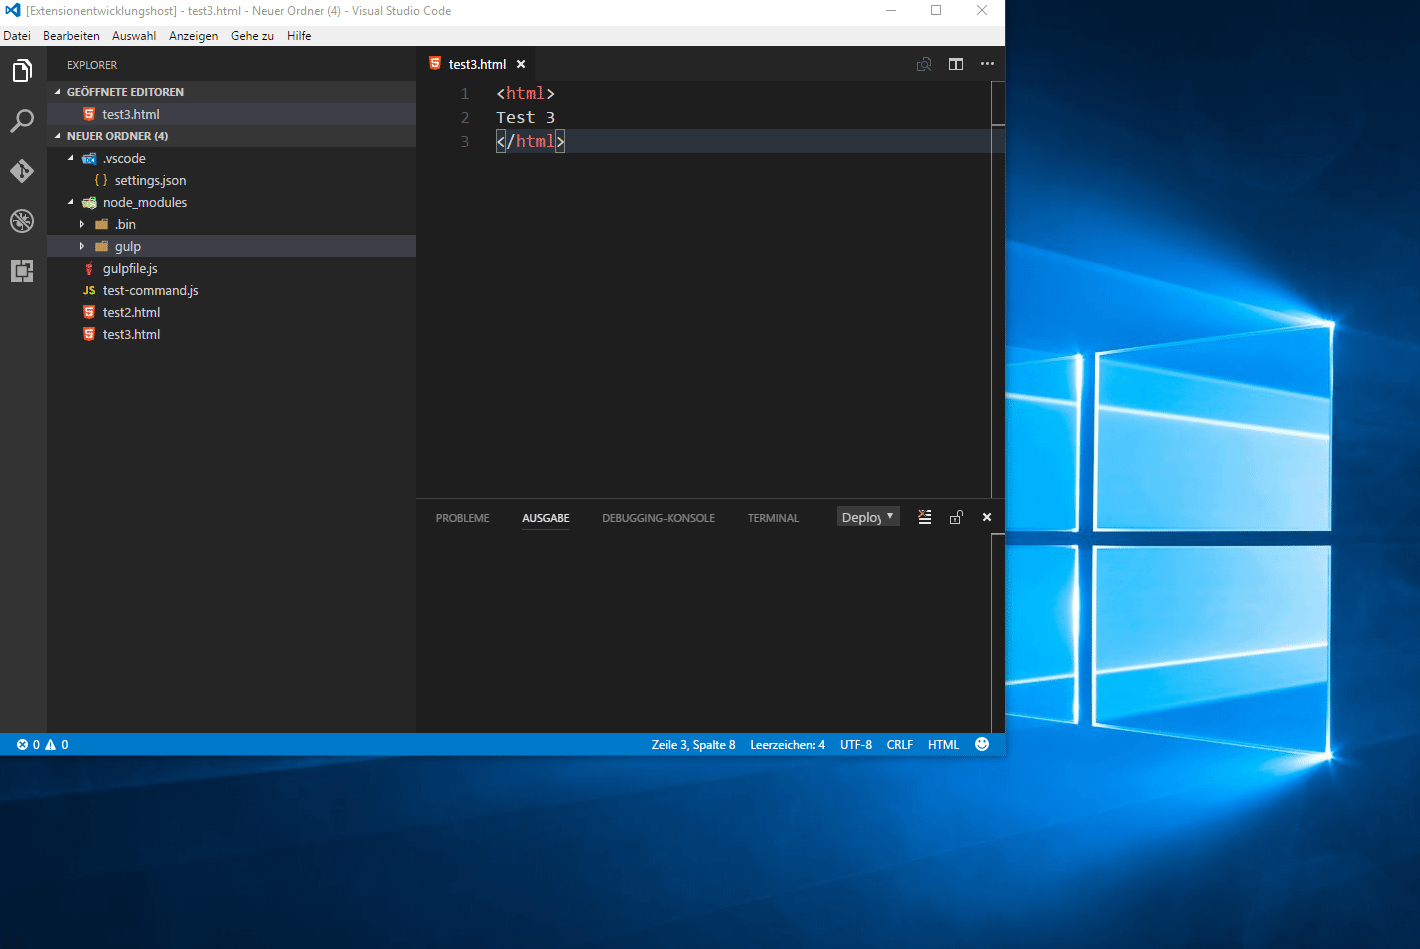 [Extensionentwicklungshost] - test3.html - Neuer Ordner (4) - Visual Studio Code
Datei Bearbeiten Auswahl Anzeigen Gehe zu Hilfe
EXPLORER
GEÖFFNETE EDITOREN
test3.html
NEUER ORDNER (4)
.vscode
{ } settings.json
node_modules
.bin
gulp
gulpfile.js
JS test-command.js
test2.html
test3.html
test3.html
1 <html>
2 Test 3
3 </html>
PROBLEME AUSGABE DEBUGGING-KONSOLE TERMINAL Deploy
0 0 Zeile 3, Spalte 8 Leerzeichen: 4 UTF-8 CRLF HTML